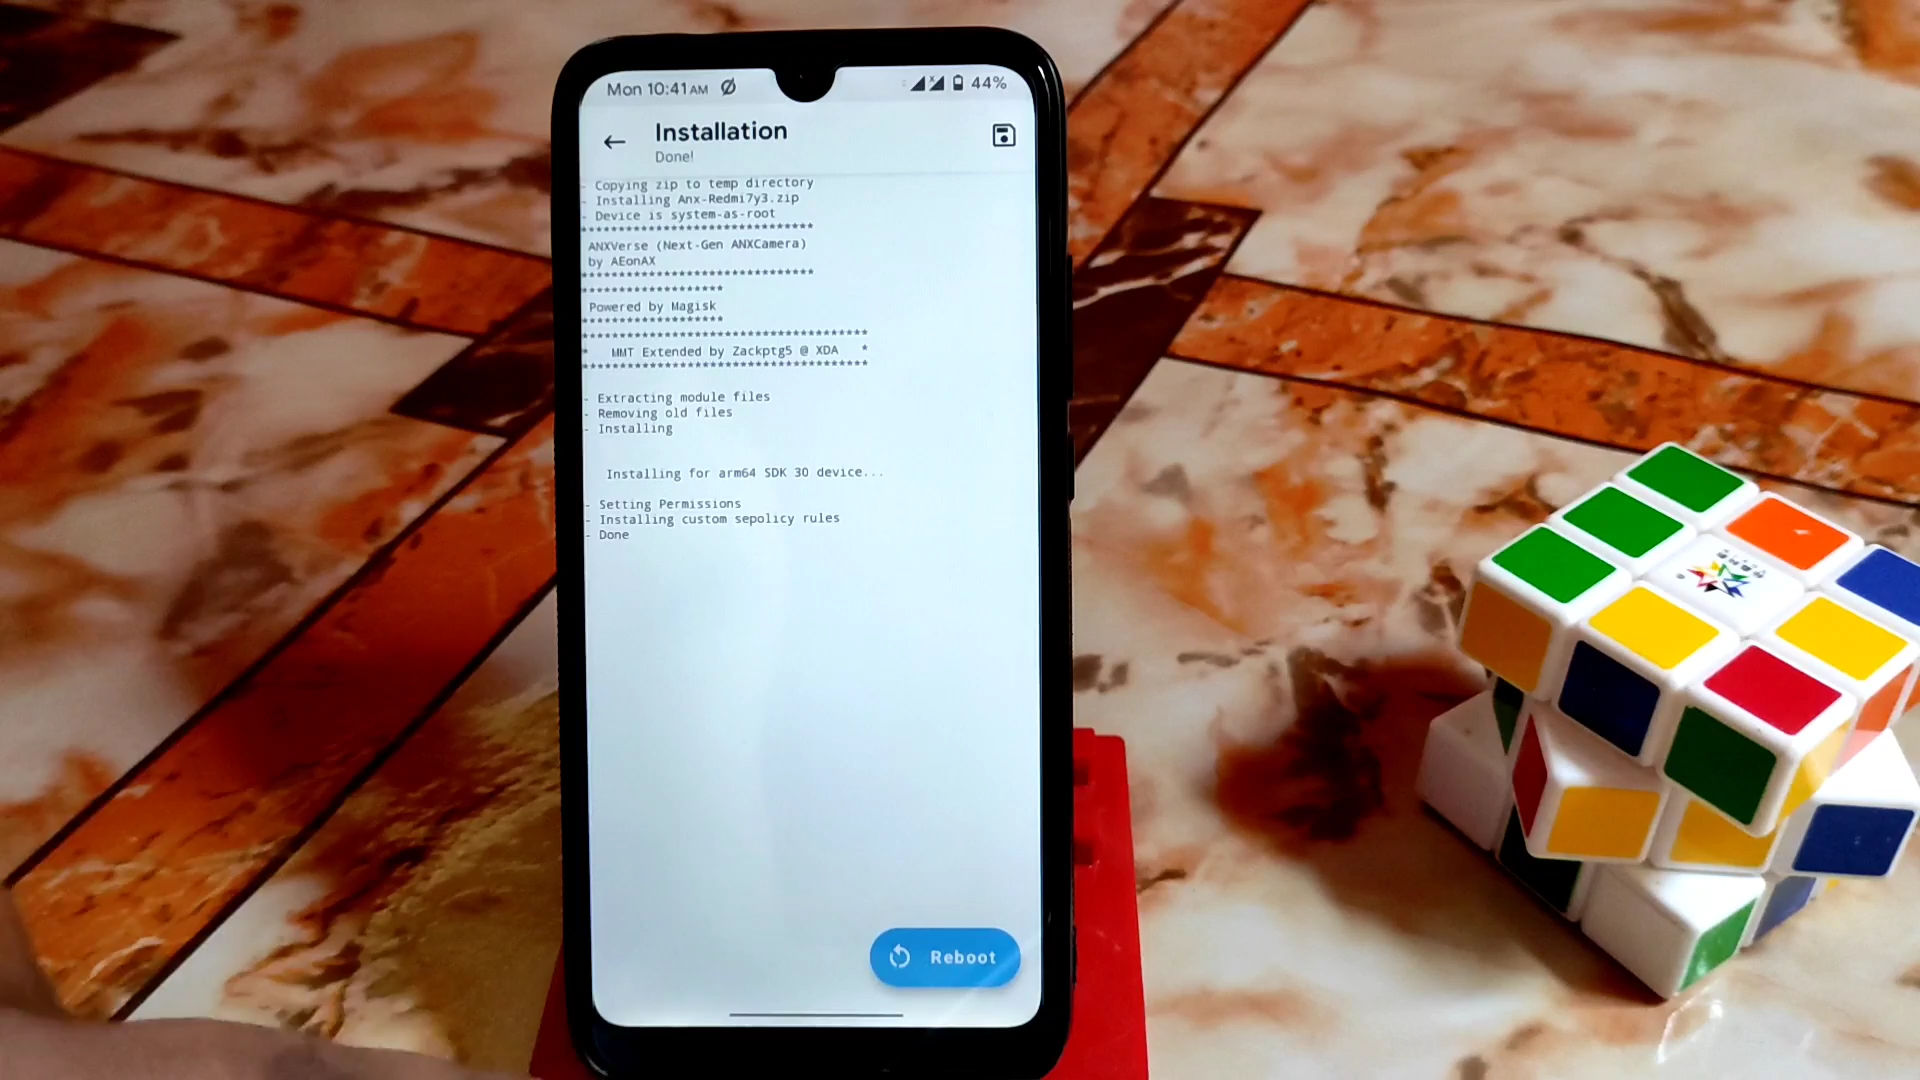 Mon 10:41 AM
44%
Installation
Done!
- Copying zip to temp directory
- Installing Anx-Redmi7y3.zip
- Device is system-as-root
*******************************
ANXVerse (Next-Gen ANXCamera)
by AEonAX
*******************************
*******************
Powered by Magisk
*******************
**************************************
* MMT Extended by Zackptg5 @ XDA *
**************************************
- Extracting module files
- Removing old files
- Installing
Installing for arm64 SDK 30 device...
- Setting Permissions
- Installing custom sepolicy rules
- Done
Reboot